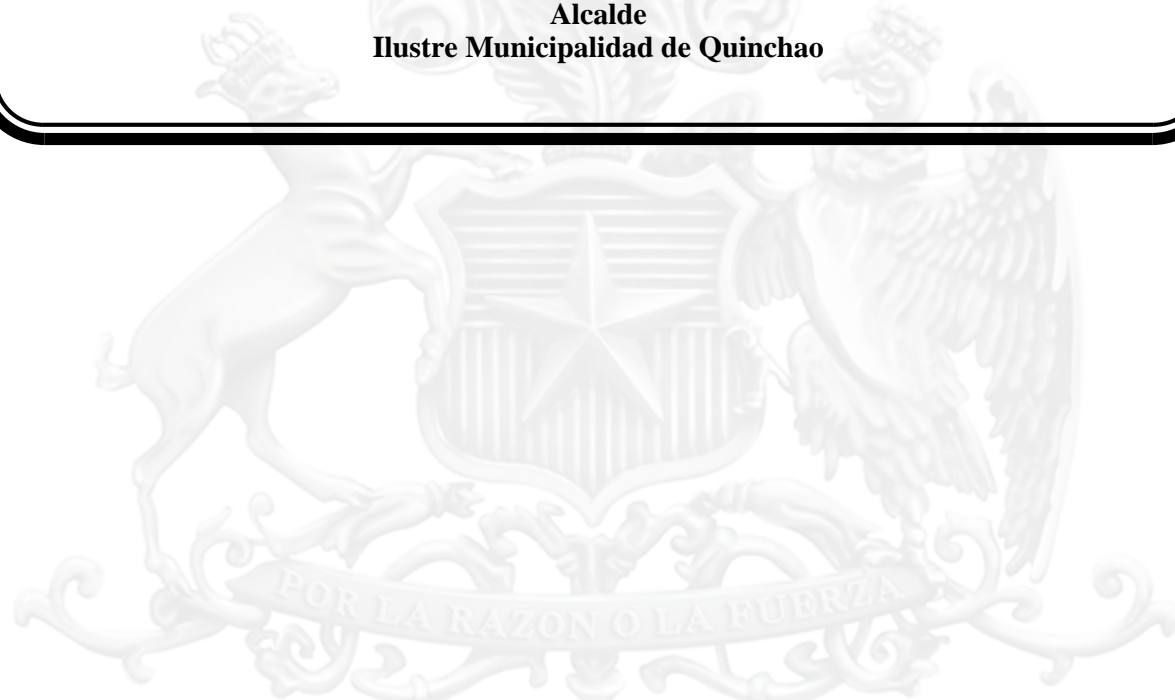 Alcalde
Ilustre Municipalidad de Quinchao
POR LA RAZON O LA FUERZA